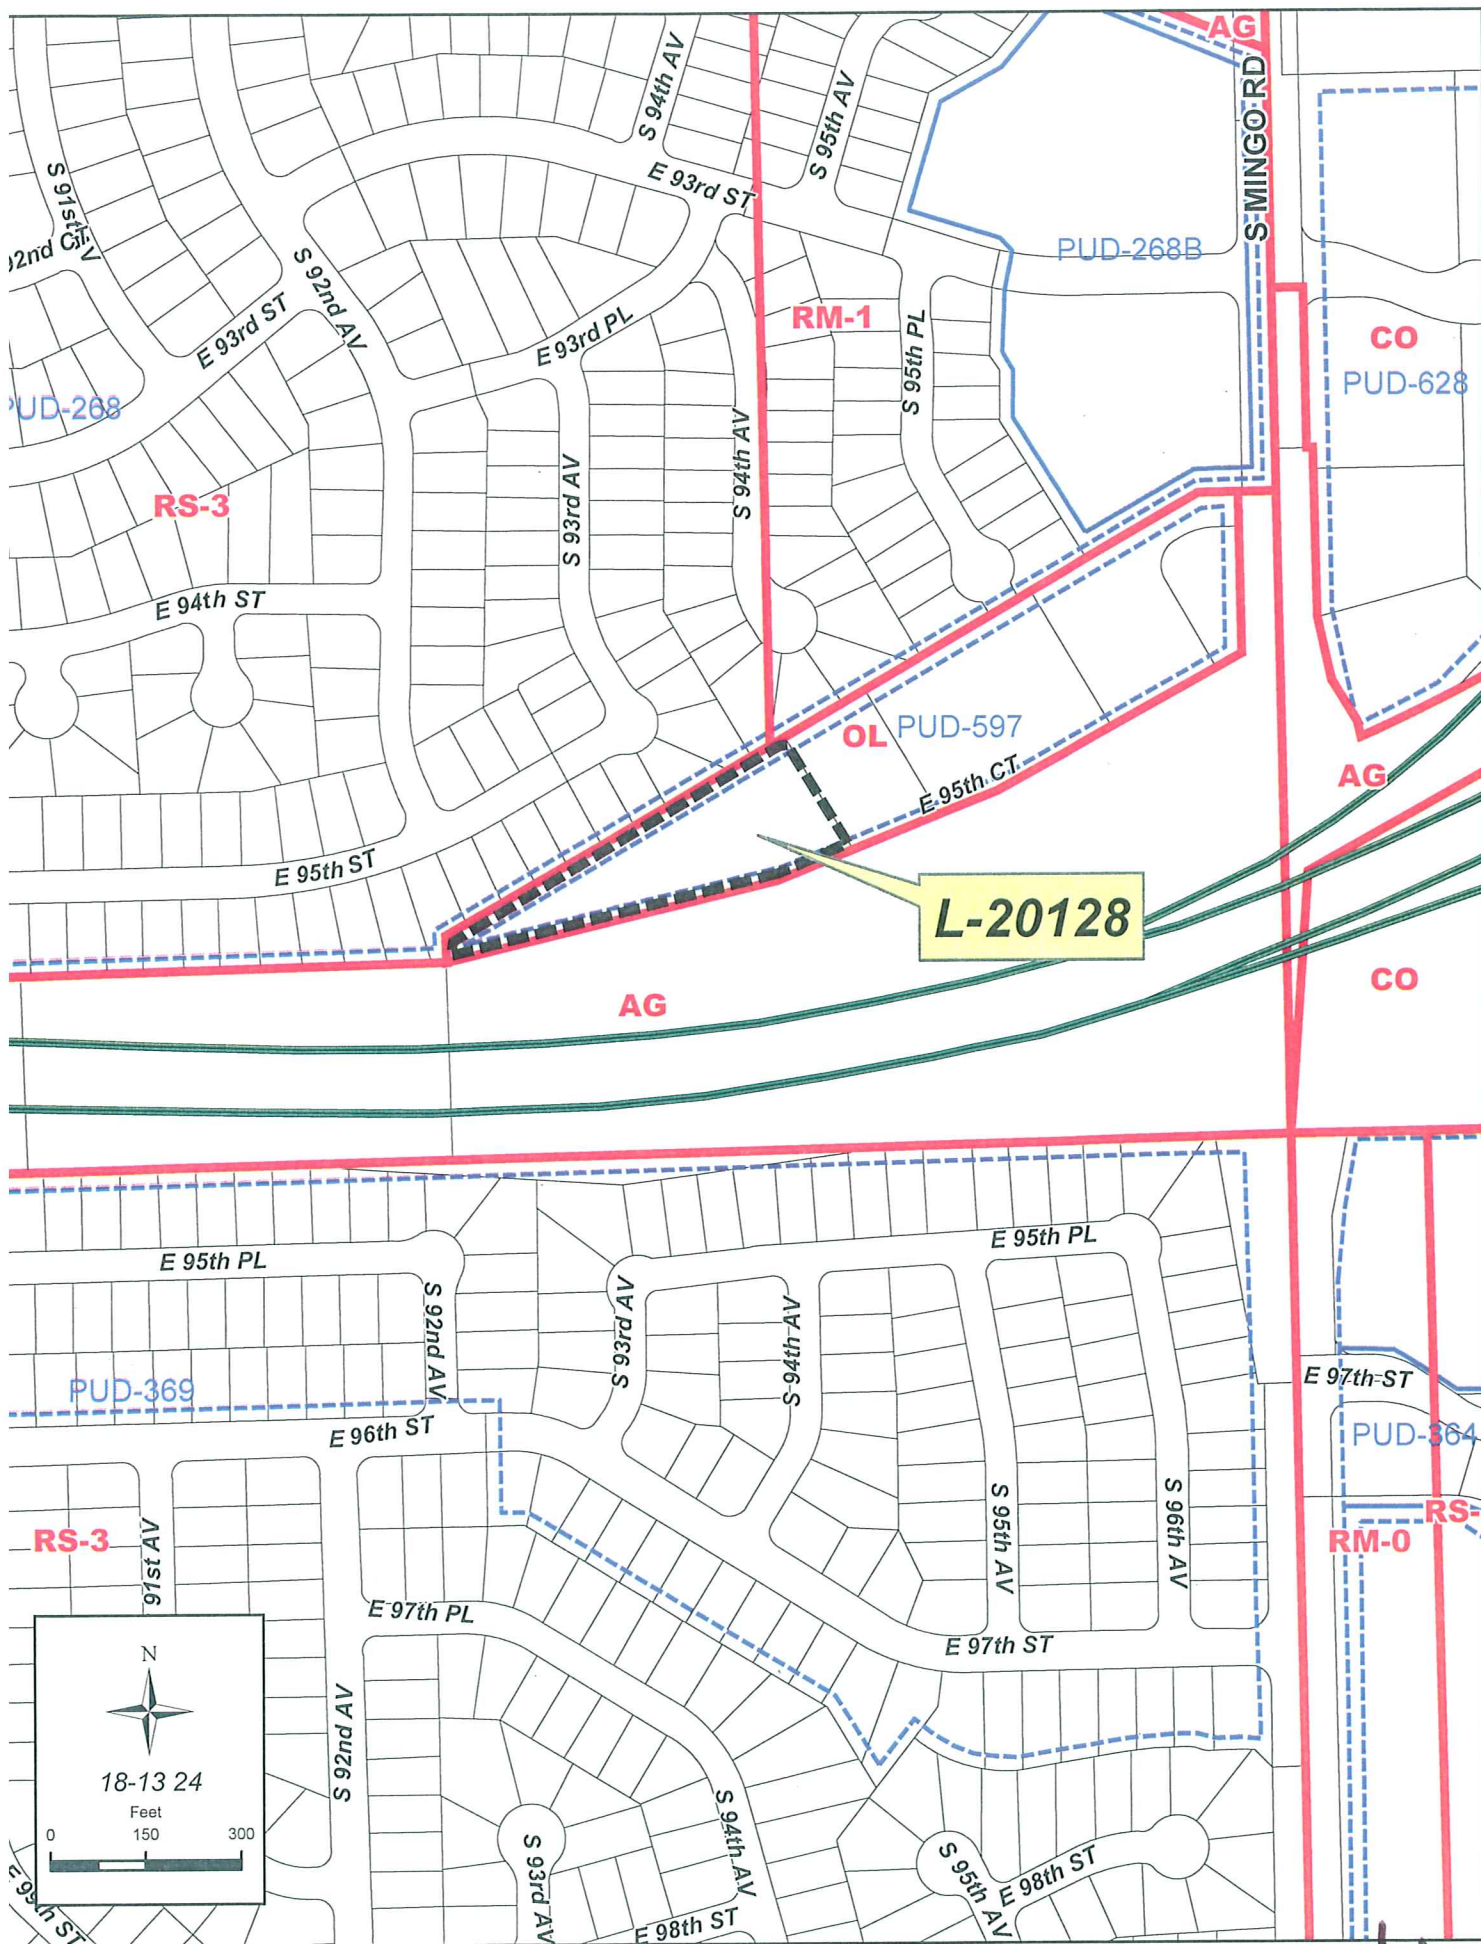 AG
S MINGO RD
S 94th AV
S 95th AV
S 91st AV
E 93rd ST
PUD-268B
S 92nd AV
E 93rd ST
E 93rd PL
RM-1
S 95th PL
CO
PUD-628
PUD-268
RS-3
S 94th AV
S 93rd AV
E 94th ST
OL
PUD-597
E 95th CT
AG
E 95th ST
L-20128
AG
CO
E 95th PL
E 95th PL
S 92nd AV
S 93rd AV
S 94th AV
E 97th ST
PUD-369
E 96th ST
PUD-364
RS-3
91st AV
S 95th AV
S 96th AV
RS-
RM-0
E 97th PL
E 97th ST
N
S 92nd AV
18-13 24
Feet
0 150 300
S 93rd AV
S 94th AV
S 95th AV
E 98th ST
E 98th ST